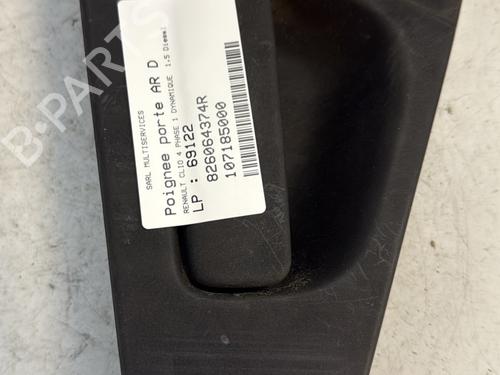 SARL MULTISERVICES
Poignee porte AR D
RENAULT CLIO 4 PHASE 1 DYNAMIQUE 1.5 Diesel
LP : 69122
826064374R
107185000
B-PARTS